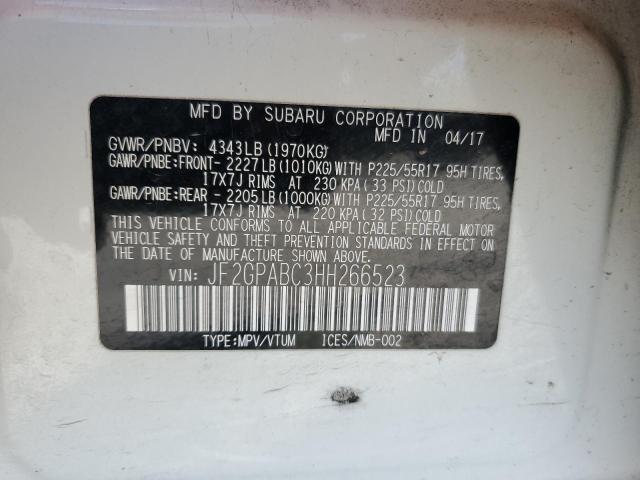 MFD BY SUBARU CORPORATION
GVWR/PNBV: 4343LB(1970KG) MFD IN 04/17
GAWR/PNBE:FRONT- 2227LB(1010KG)WITH P225/55R17 95H TIRES,
17X7J RIMS AT 230 KPA(33 PSI)COLD
GAWR/PNBE:REAR - 2205LB(1000KG)WITH P225/55R17 95H TIRES,
17X7J RIMS AT 220 KPA(32 PSI)COLD
THIS VEHICLE CONFORMS TO ALL APPLICABLE FEDERAL MOTOR
VEHICLE SAFETY AND THEFT PREVENTION STANDARDS IN EFFECT ON
THE DATE OF MANUFACTURE SHOWN ABOVE.
VIN: JF2GPABC3HH266523
TYPE:MPV/VTUM ICES/NMB-002